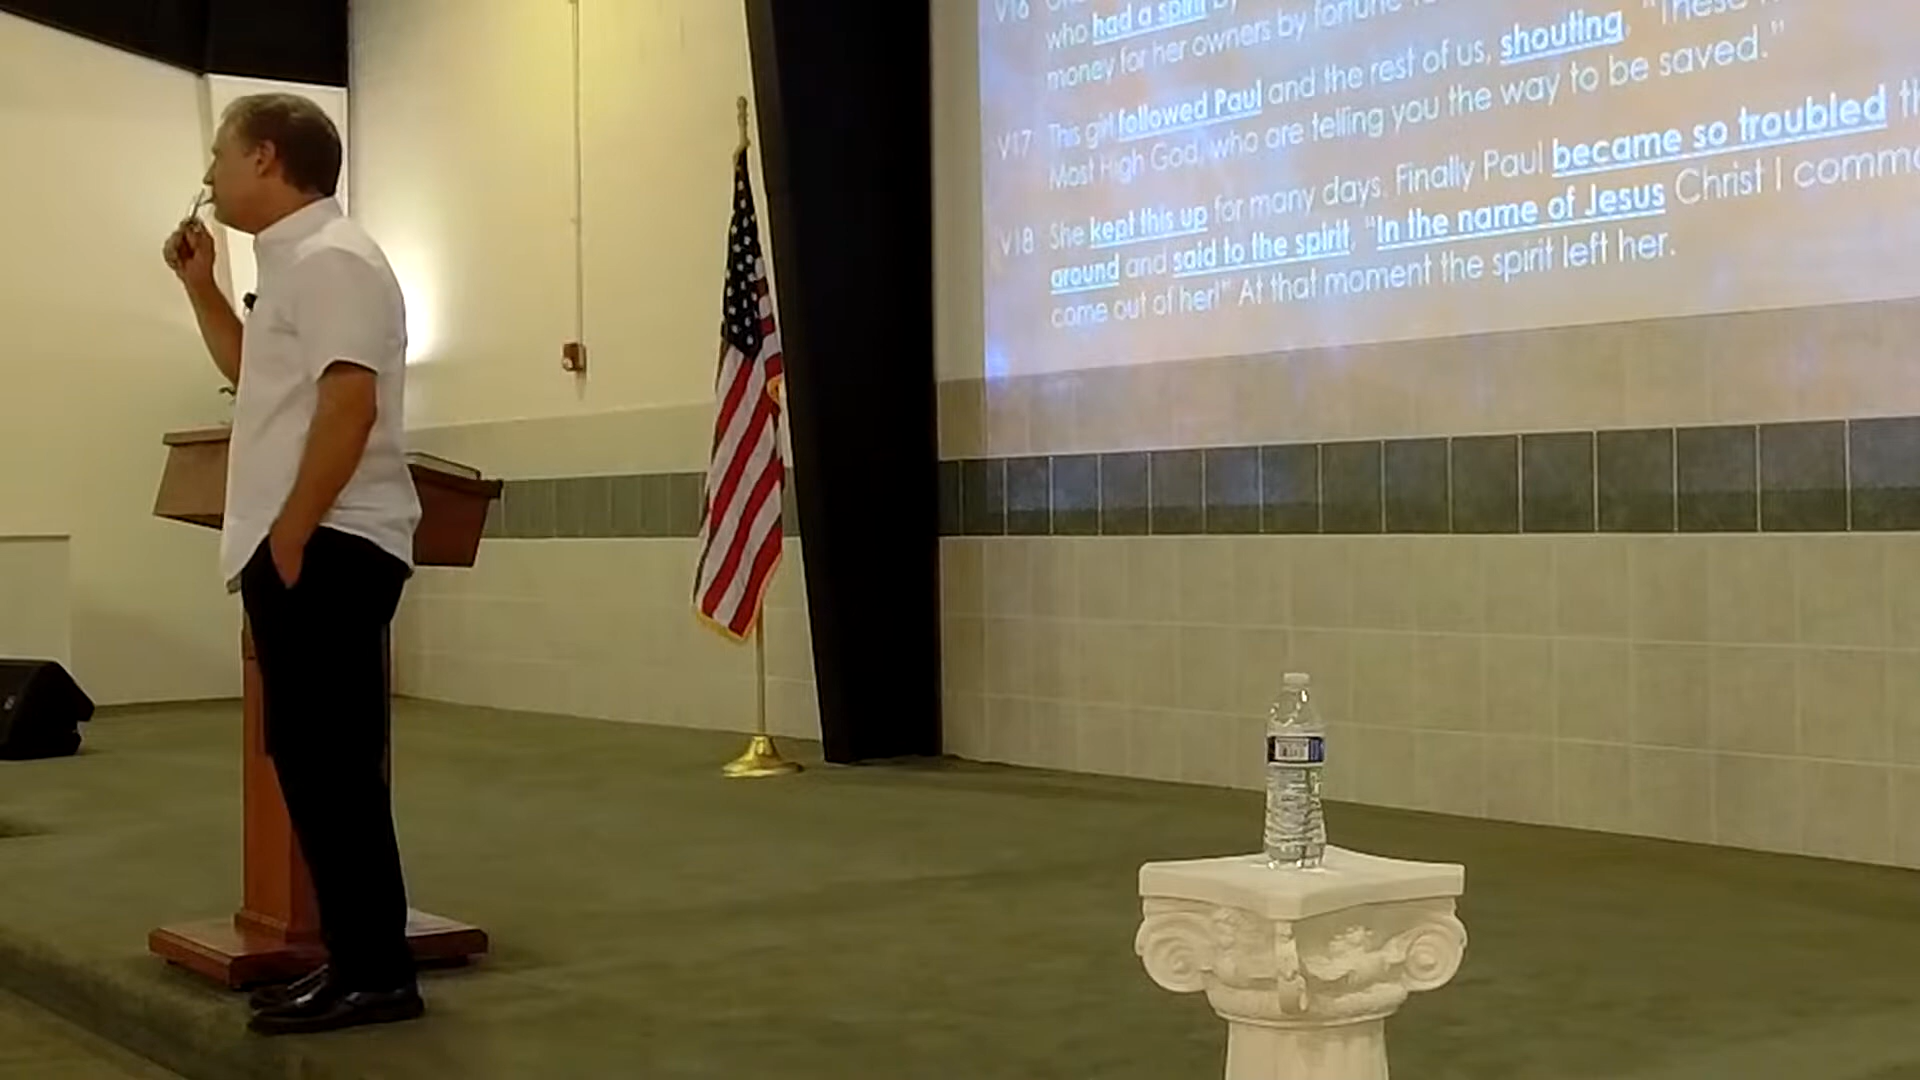 V16
who had a spirit by
money for her owners by fortune
V17 This girl followed Paul and the rest of us, shouting, "These
Most High God, who are telling you the way to be saved."
V18 She kept this up for many days. Finally Paul became so troubled
around and said to the spirit, "In the name of Jesus Christ I
come out of her!" At that moment the spirit left her.